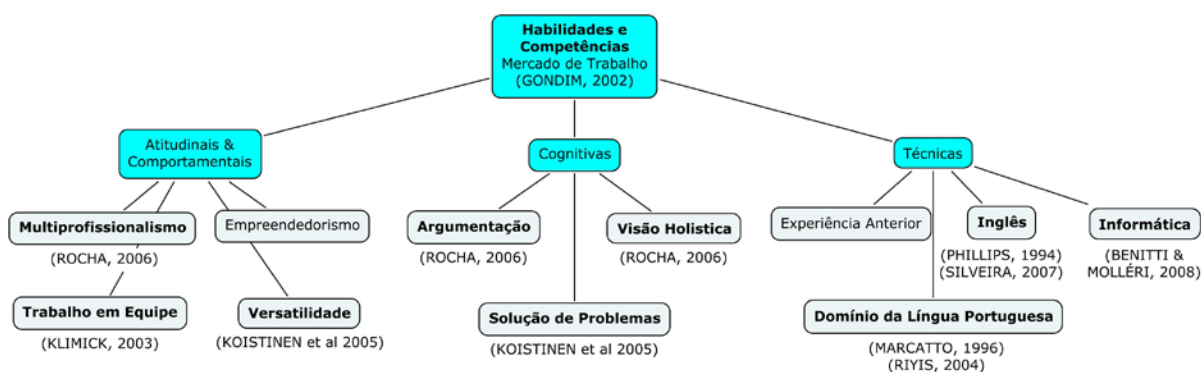 Habilidades e
Competências
Mercado de Trabalho
(GONDIM, 2002)
Atitudinais &
Comportamentais
Cognitivas
Técnicas
Multiprofissionalismo
(ROCHA, 2006)
Empreendedorismo
Argumentação
(ROCHA, 2006)
Visão Holistica
(ROCHA, 2006)
Experiência Anterior
Inglês
(PHILLIPS, 1994)
(SILVEIRA, 2007)
Informática
(BENITTI &
MOLLÉRI, 2008)
Trabalho em Equipe
(KLIMICK, 2003)
Versatilidade
(KOISTINEN et al 2005)
Solução de Problemas
(KOISTINEN et al 2005)
Domínio da Língua Portuguesa
(MARCATTO, 1996)
(RIYIS, 2004)